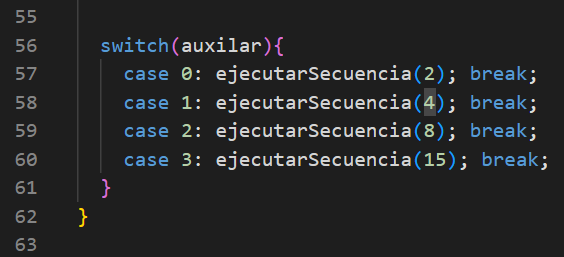 55
56 switch(auxilar){
57 case 0: ejecutarSecuencia(2); break;
58 case 1: ejecutarSecuencia(4); break;
59 case 2: ejecutarSecuencia(8); break;
60 case 3: ejecutarSecuencia(15); break;
61 }
62 }
63